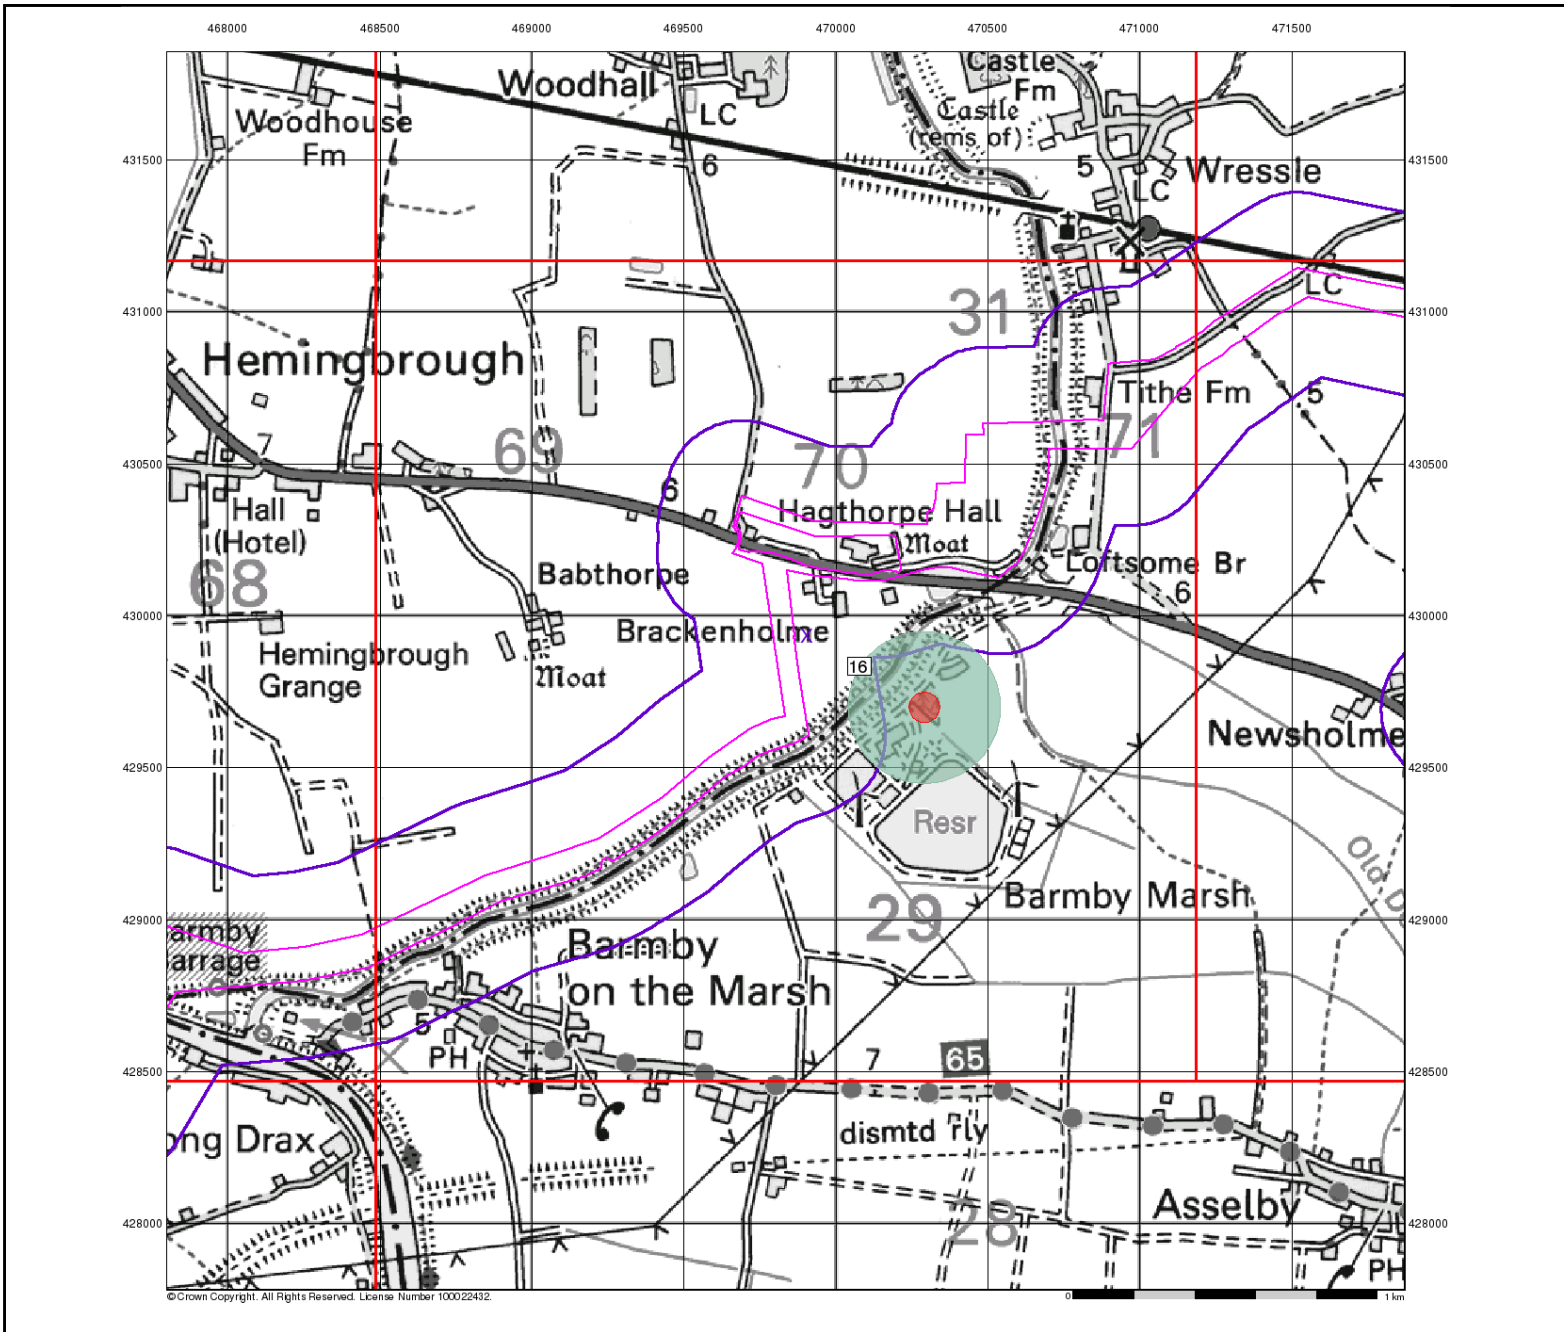 468000 468500 469000 469500 470000 470500 471000 471500
Castle
Fm
Woodhall
LC
Castle
(rems of)
Woodhouse
Fm
431500 6 5 431500
Wressle
LC
431000 31 LC 431000
Hemingbrough
Tithe Fm 5
7 69 70 71
430500 6 430500
Hall
(Hotel)
Hagthorpe Hall
Moat
Loftsome Br
68 Babthorpe 6
430000 430000
Brackenholme
Hemingbrough
Grange
Moat
16
Newsholme
429500 429500
Resr
Old D
Barmby Marsh
429000 29 429000
armby
arrage
Barmby
on the Marsh
5
PH
7 65
428500 428500
ong Drax
dismtd rly
Asselby
428000 28 428000
PH
© Crown Copyright. All Rights Reserved. License Number 100022432.
0 1 km